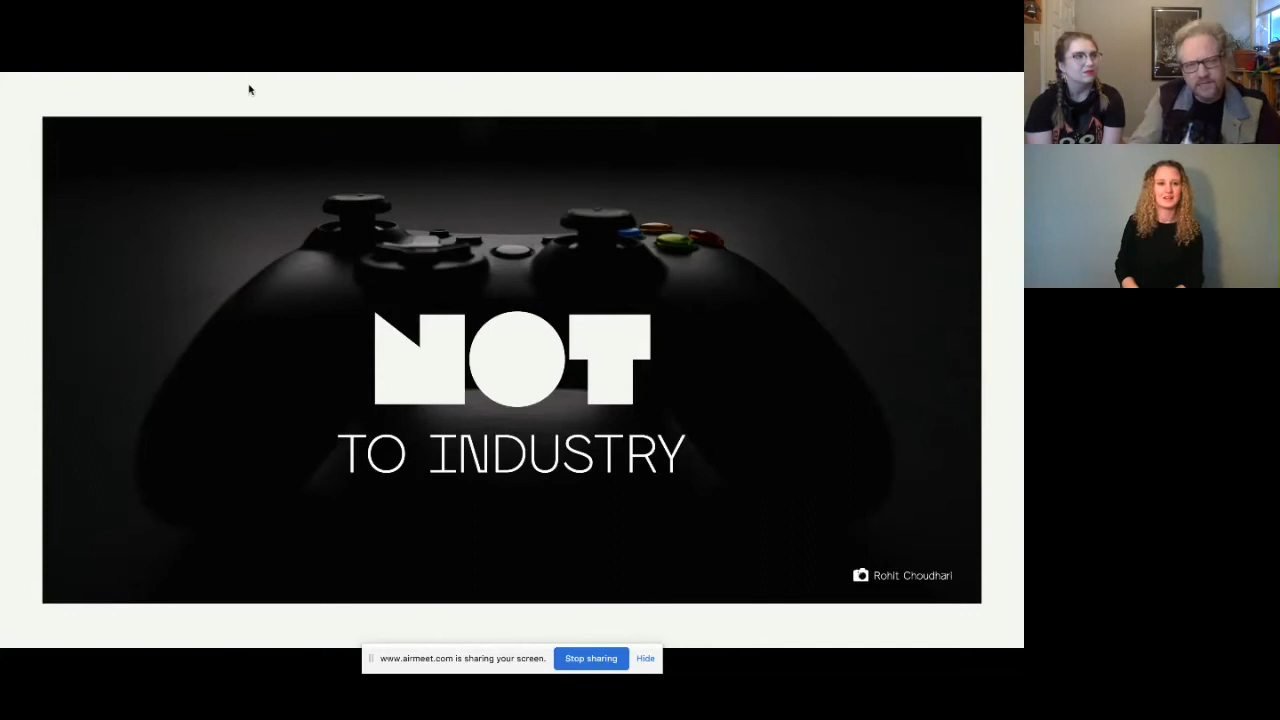 NOT
TO INDUSTRY
Rohit Choudhari
www.airmeet.com is sharing your screen.
Stop sharing
Hide